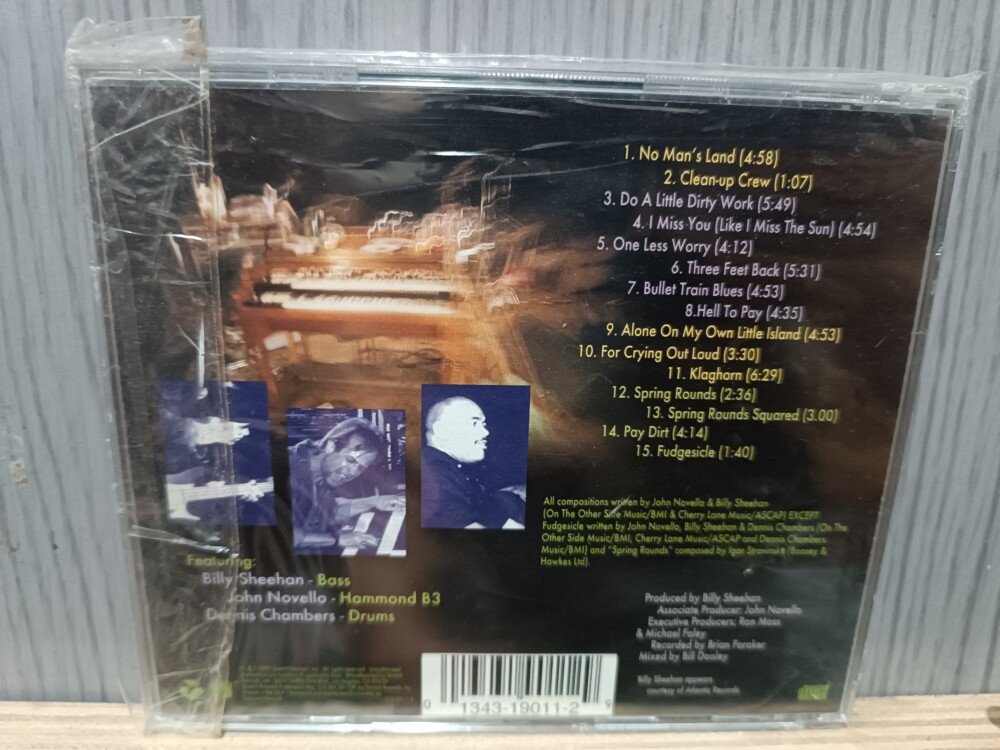 1. No Man's Land (4:58)
2. Clean-up Crew (1:07)
3. Do A Little Dirty Work (5:49)
4. I Miss You (Like I Miss The Sun) (4:54)
5. One Less Worry (4:12)
6. Three Feet Back (5:31)
7. Bullet Train Blues (4:53)
8.Hell To Pay (4:35)
9. Alone On My Own Little Island (4:53)
10. For Crying Out Loud (3:30)
11. Klaghorn (6:29)
12. Spring Rounds (2:36)
13. Spring Rounds Squared (3.00)
14. Pay Dirt (4:14)
15. Fudgesicle (1:40)
All compositions written by John Novello & Billy Sheehan
(On The Other Side Music/BMI & Cherry Lane Music/ASCAP) EXCEPT
Fudgesicle written by John Novello, Billy Sheehan & Dennis Chambers (On The
Other Side Music/BMI, Cherry Lane Music/ASCAP and Dennis Chambers
Music/BMI) and "Spring Rounds" composed by Igor Stravinsky (Boosey &
Hawkes Ltd).
Featuring:
Billy Sheehan - Bass
John Novello - Hammond B3
Dennis Chambers - Drums
Produced by Billy Sheehan
Associate Producer: John Novello
Executive Producers: Ron Moss
& Michael Faley
Recorded by Brian Foraker
Mixed by Bill Dooley
Billy Sheehan appears
courtesy of Atlantic Records
0 1343-19011-2 9